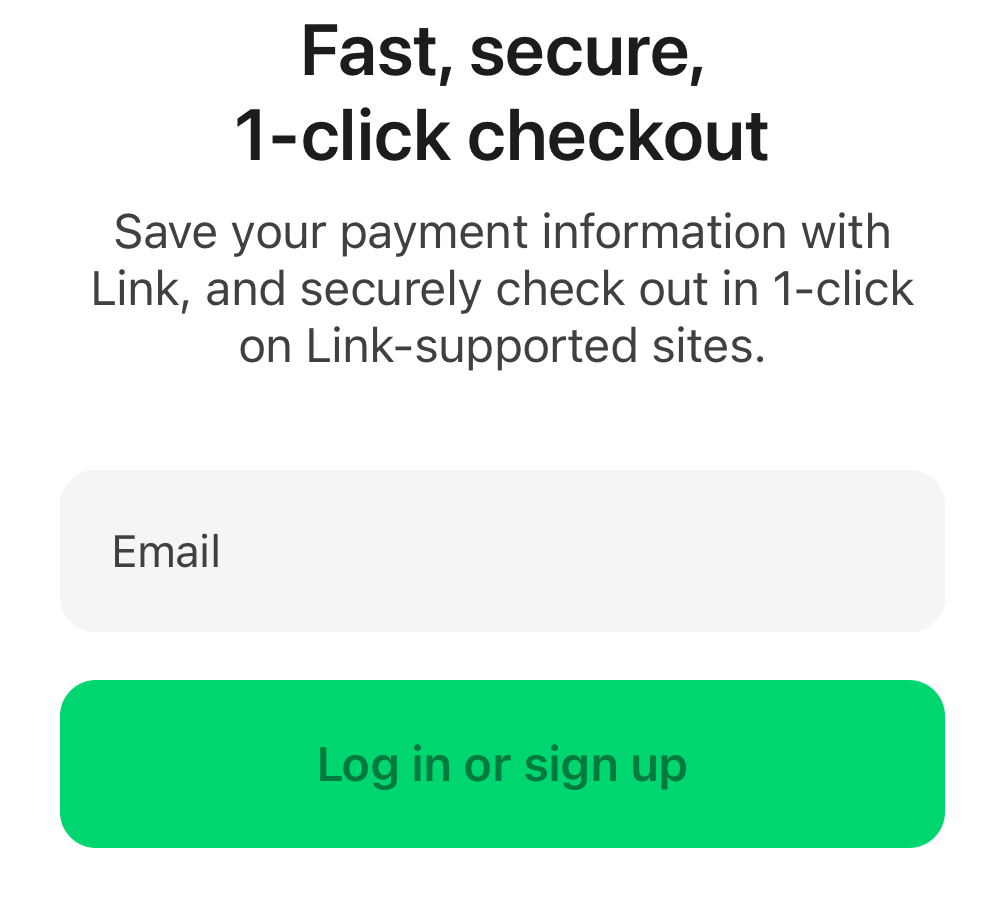 Fast, secure,
1-click checkout
Save your payment information with
Link, and securely check out in 1-click
on Link-supported sites.
Email
Log in or sign up